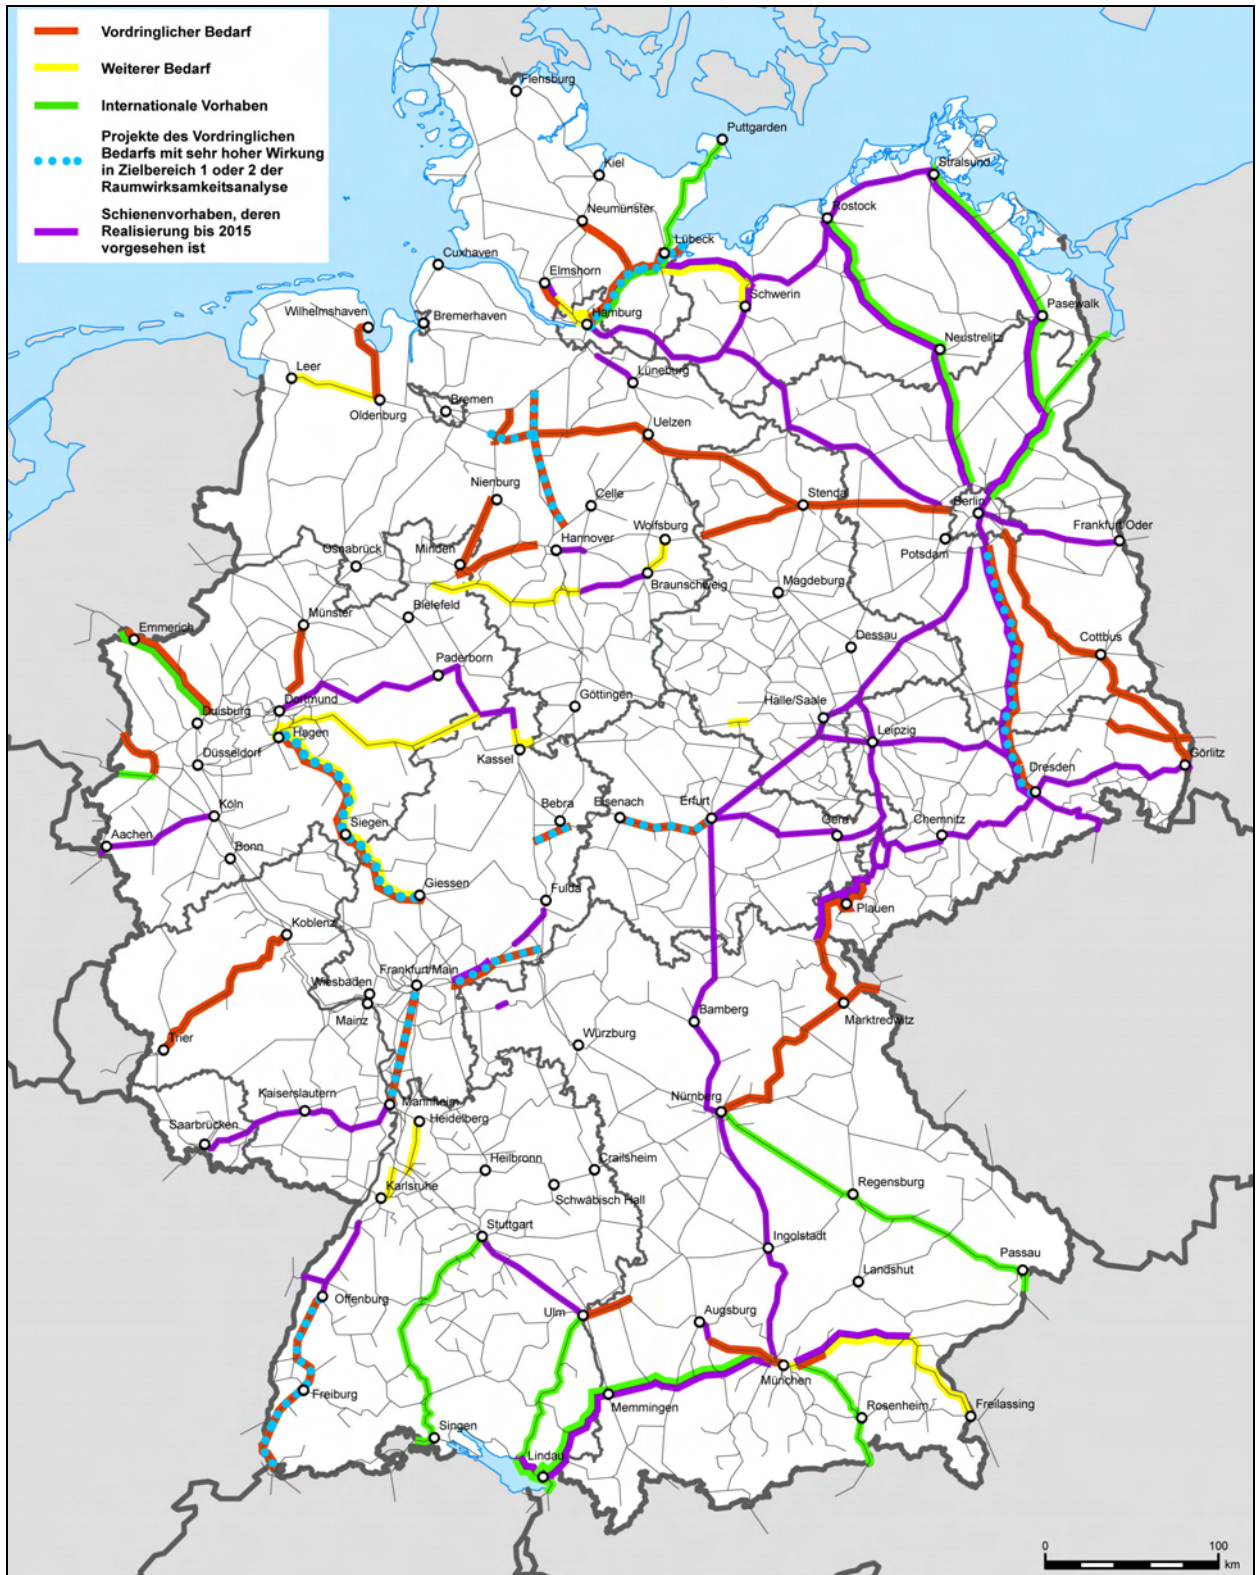 Vordringlicher Bedarf
Weiterer Bedarf
Internationale Vorhaben
Projekte des Vordringlichen
Bedarfs mit sehr hoher Wirkung
in Zielbereich 1 oder 2 der
Raumwirksamkeitsanalyse
Schienenvorhaben, deren
Realisierung bis 2015
vorgesehen ist
Flensburg
Puttgarden
Kiel
Stralsund
Neumünster
Rostock
Lübeck
Cuxhaven
Elmshorn
Schwerin
Pasewalk
Wilhelmshaven
Bremerhaven
Hamburg
Neustrelitz
Leer
Lüneburg
Oldenburg
Bremen
Uelzen
Nienburg
Celle
Stendal
Berlin
Wolfsburg
Frankfurt/Oder
Osnabrück
Minden
Hannover
Potsdam
Braunschweig
Magdeburg
Münster
Bielefeld
Emmerich
Dessau
Cottbus
Paderborn
Göttingen
Halle/Saale
Dortmund
Duisburg
Hagen
Leipzig
Düsseldorf
Kassel
Görlitz
Dresden
Köln
Bebra
Eisenach
Erfurt
Gera
Chemnitz
Aachen
Siegen
Bonn
Giessen
Fulda
Plauen
Koblenz
Frankfurt/Main
Wiesbaden
Mainz
Bamberg
Marktredwitz
Trier
Würzburg
Kaiserslautern
Mannheim
Nürnberg
Heidelberg
Saarbrücken
Heilbronn
Crailsheim
Karlsruhe
Schwäbisch Hall
Regensburg
Stuttgart
Ingolstadt
Passau
Landshut
Offenburg
Ulm
Augsburg
München
Freiburg
Memmingen
Rosenheim
Freilassing
Singen
Lindau
0
100
km